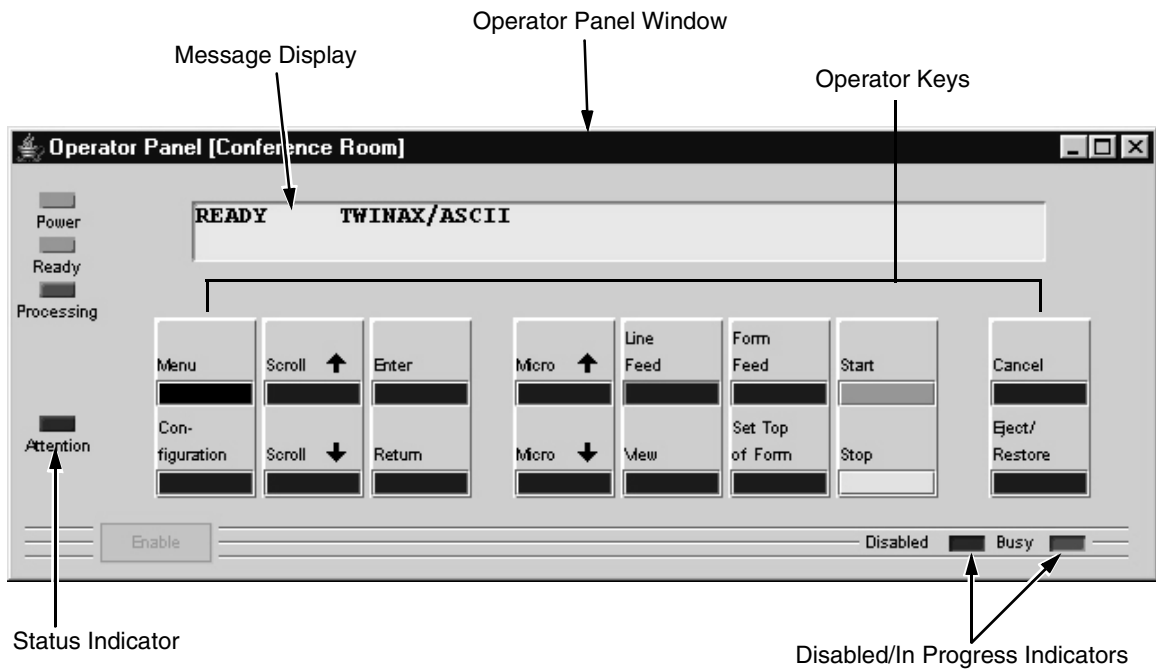 Operator Panel Window
Message Display
Operator Keys
Operator Panel [Conference Room]
READY TWINAX/ASCII
Power
Ready
Processing
Attention
Menu
Scroll
Enter
Micro
Line
Feed
Form
Feed
Start
Cancel
Con-
figuration
Scroll
Return
Micro
View
Set Top
of Form
Stop
Eject/
Restore
Enable
Disabled
Busy
Status Indicator
Disabled/In Progress Indicators